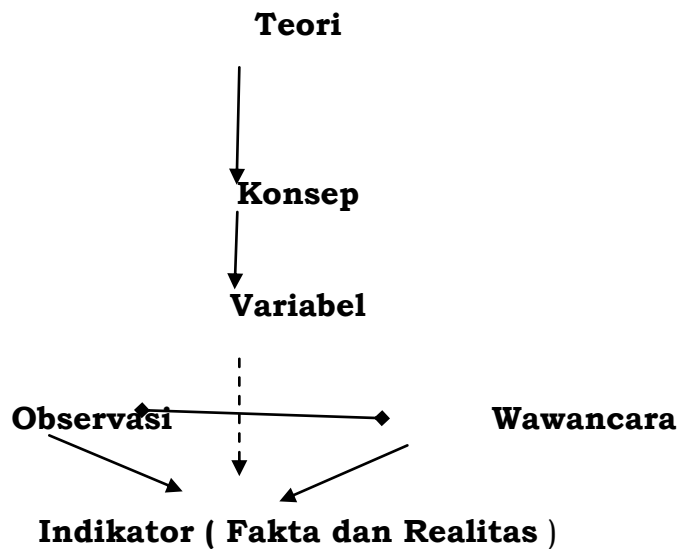 Teori
Konsep
Variabel
Observasi Wawancara
Indikator ( Fakta dan Realitas )